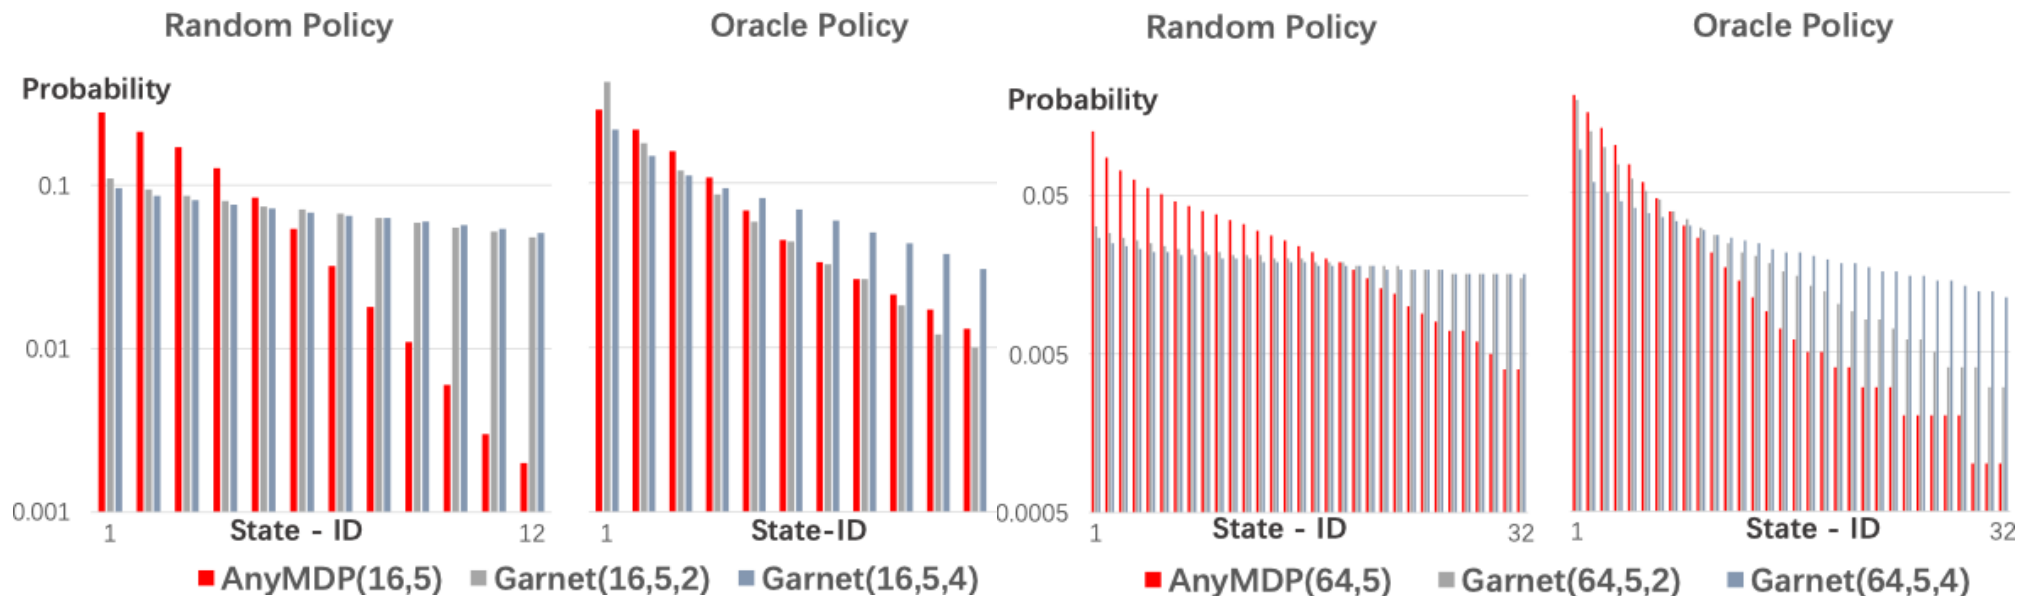 Random Policy
Oracle Policy
Random Policy
Oracle Policy
Probability
0.1
0.01
0.001
1
State - ID
12
1
State-ID
Probability
0.05
0.005
0.0005
1
State - ID
32
1
State - ID
32
AnyMDP(16,5)
Garnet(16,5,2)
Garnet(16,5,4)
AnyMDP(64,5)
Garnet(64,5,2)
Garnet(64,5,4)